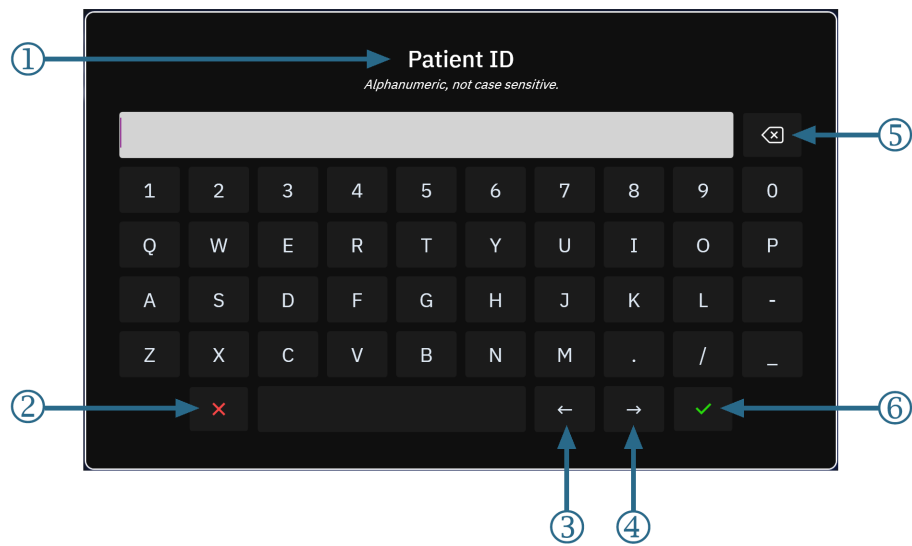 ① Patient ID
Alphanumeric, not case sensitive.
⑤
1 2 3 4 5 6 7 8 9 0
Q W E R T Y U I O P
A S D F G H J K L -
Z X C V B N M . / _
② ✕ ← → ✓ ⑥
③ ④